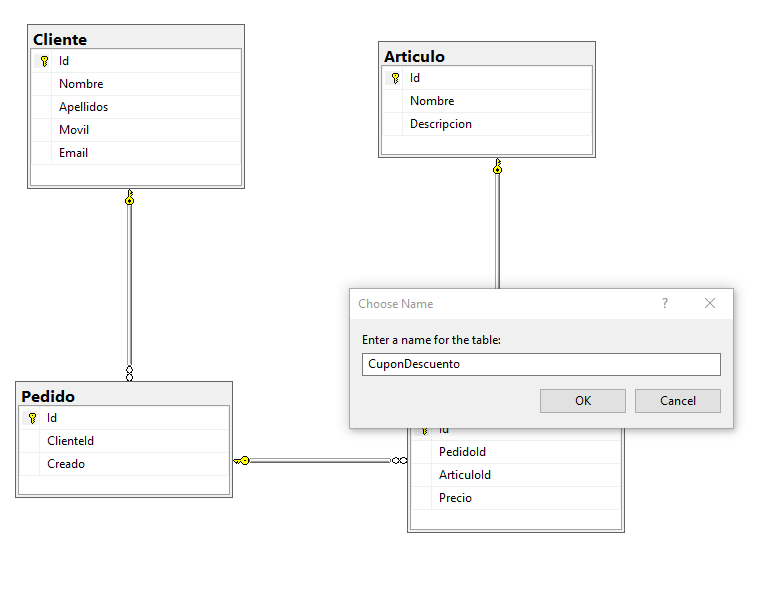 Cliente
Id
Nombre
Apellidos
Movil
Email
Articulo
Id
Nombre
Descripcion
Choose Name
Enter a name for the table:
CuponDescuento
OK
Cancel
Pedido
Id
ClienteId
Creado
Id
PedidoId
ArticuloId
Precio